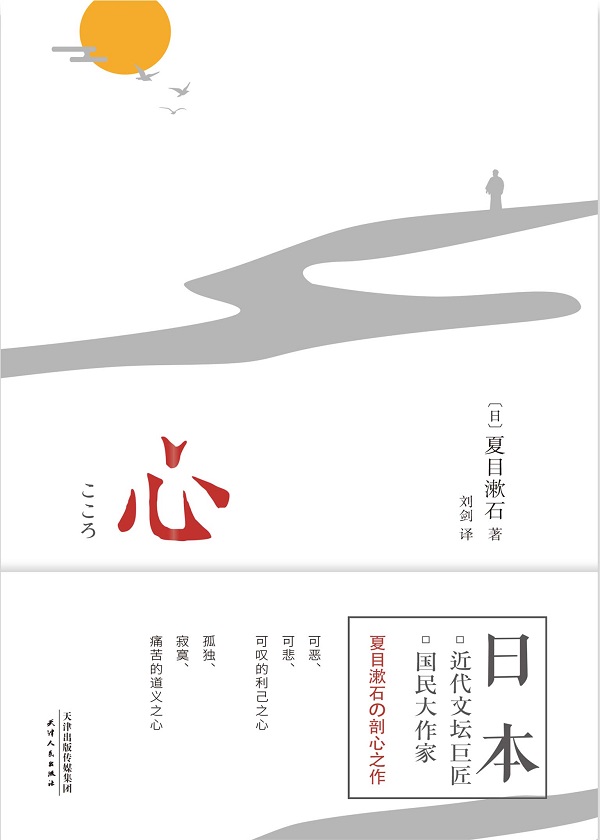 〔日〕夏目漱石 著
刘剑 译
心
こころ
日本
□近代文坛巨匠
□国民大作家
夏目漱石の剖心之作
可恶、
可悲、
可叹的利己之心
孤独、
寂寞、
痛苦的道义之心
天津出版传媒集团
天津人民出版社